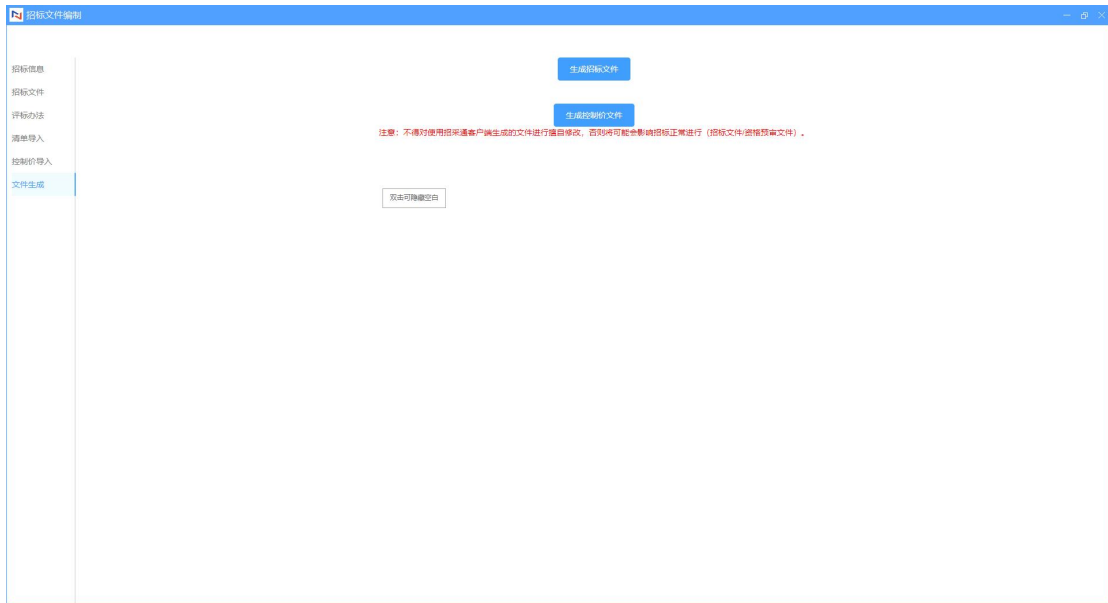 招标文件编制
招标信息
招标文件
评标办法
清单导入
控制价导入
文件生成
生成招标文件
生成控制价文件
注意：不得对使用招采通客户端生成的文件进行擅自修改，否则将可能会影响招标正常进行（招标文件/资格预审文件）。
双击可隐藏空白